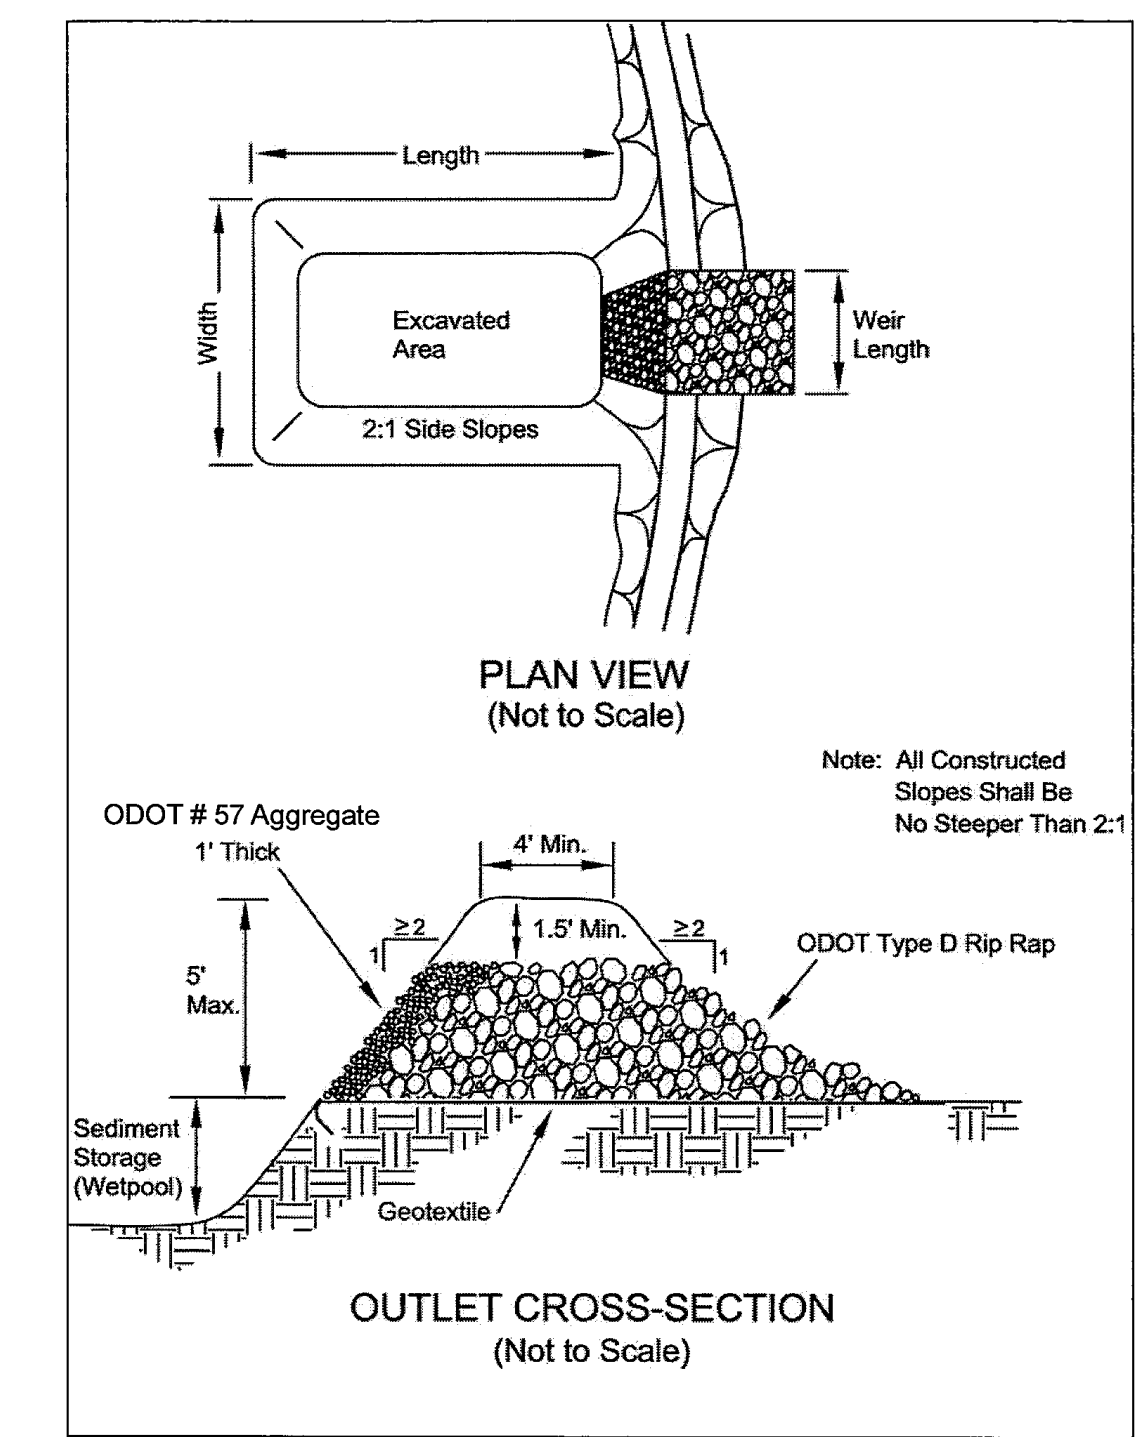 Length
Width
Excavated
Area
Weir
Length
2:1 Side Slopes
PLAN VIEW
(Not to Scale)
Note: All Constructed
Slopes Shall Be
No Steeper Than 2:1
ODOT # 57 Aggregate
1' Thick
4' Min.
≥2
1
1.5' Min.
≥2
1
ODOT Type D Rip Rap
5'
Max.
Sediment
Storage
(Wetpool)
Geotextile
OUTLET CROSS-SECTION
(Not to Scale)